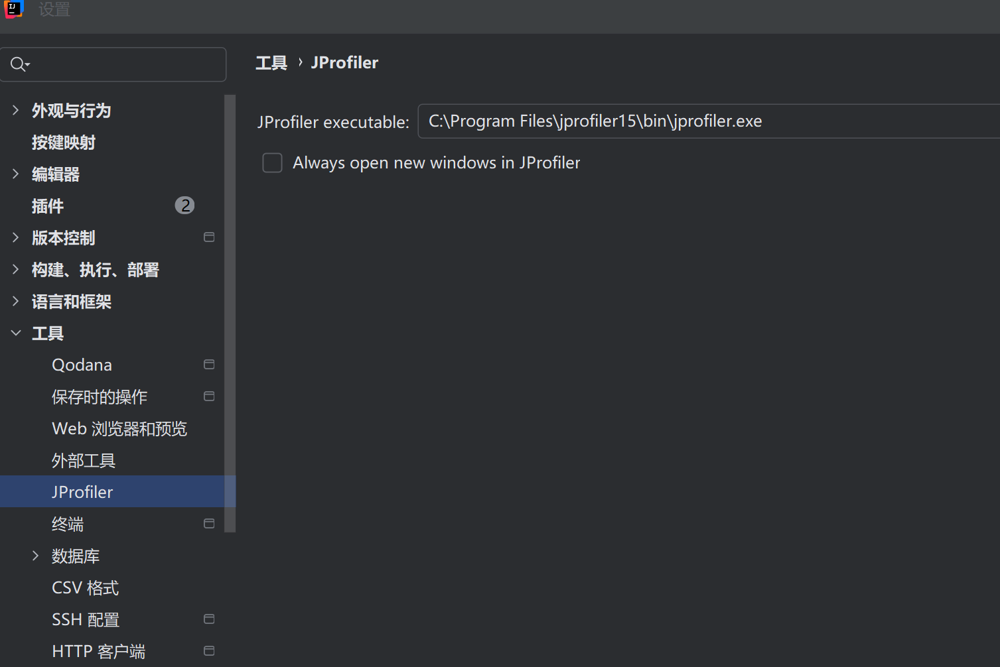 设置
工具 › JProfiler
JProfiler executable: C:\Program Files\jprofiler15\bin\jprofiler.exe
Always open new windows in JProfiler
外观与行为
按键映射
编辑器
插件 2
版本控制
构建、执行、部署
语言和框架
工具
Qodana
保存时的操作
Web 浏览器和预览
外部工具
JProfiler
终端
数据库
CSV 格式
SSH 配置
HTTP 客户端